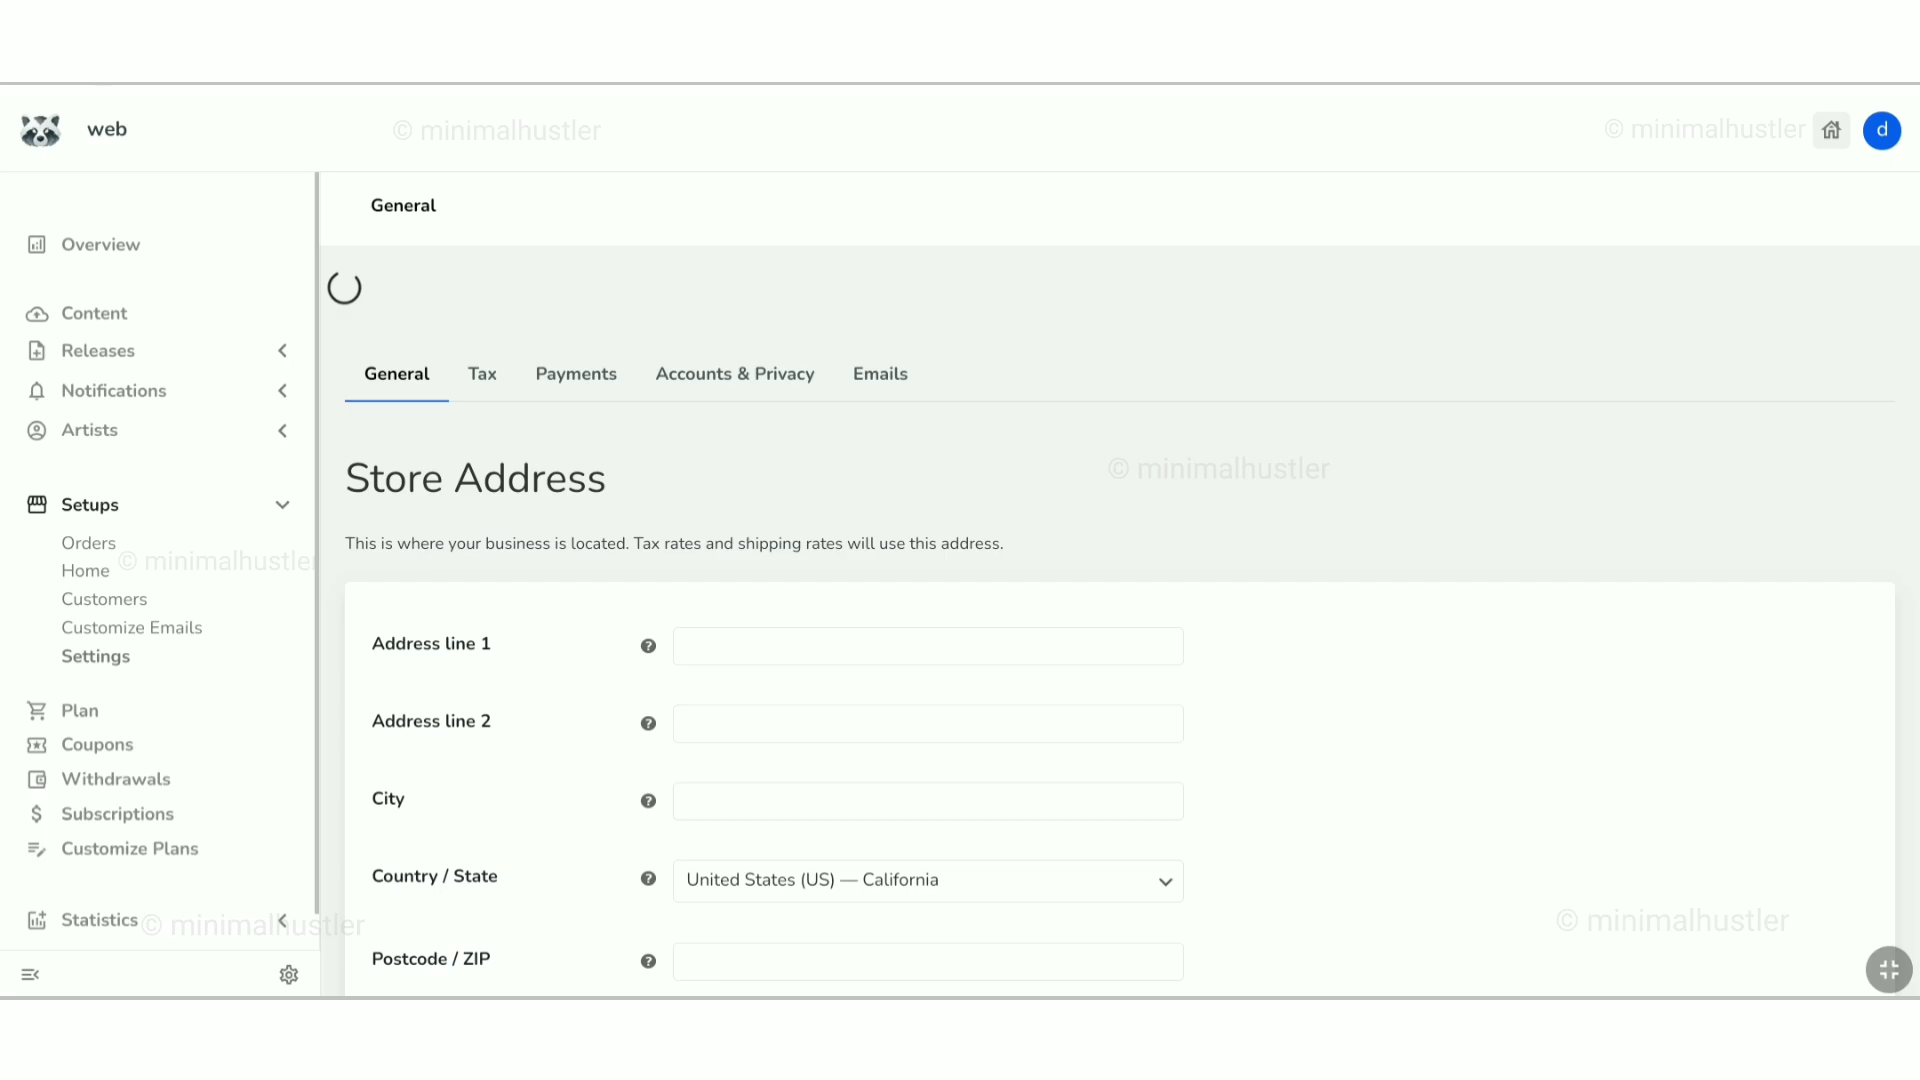 web
© minimalhustler
© minimalhustler
d
General
Overview
Content
Releases
Notifications
Artists
Setups
Orders
Home
© minimalhustler
Customers
Customize Emails
Settings
Plan
Coupons
Withdrawals
Subscriptions
Customize Plans
Statistics
© minimalhustler
General
Tax
Payments
Accounts & Privacy
Emails
Store Address
© minimalhustler
This is where your business is located. Tax rates and shipping rates will use this address.
Address line 1
Address line 2
City
Country / State
United States (US) — California
© minimalhustler
Postcode / ZIP